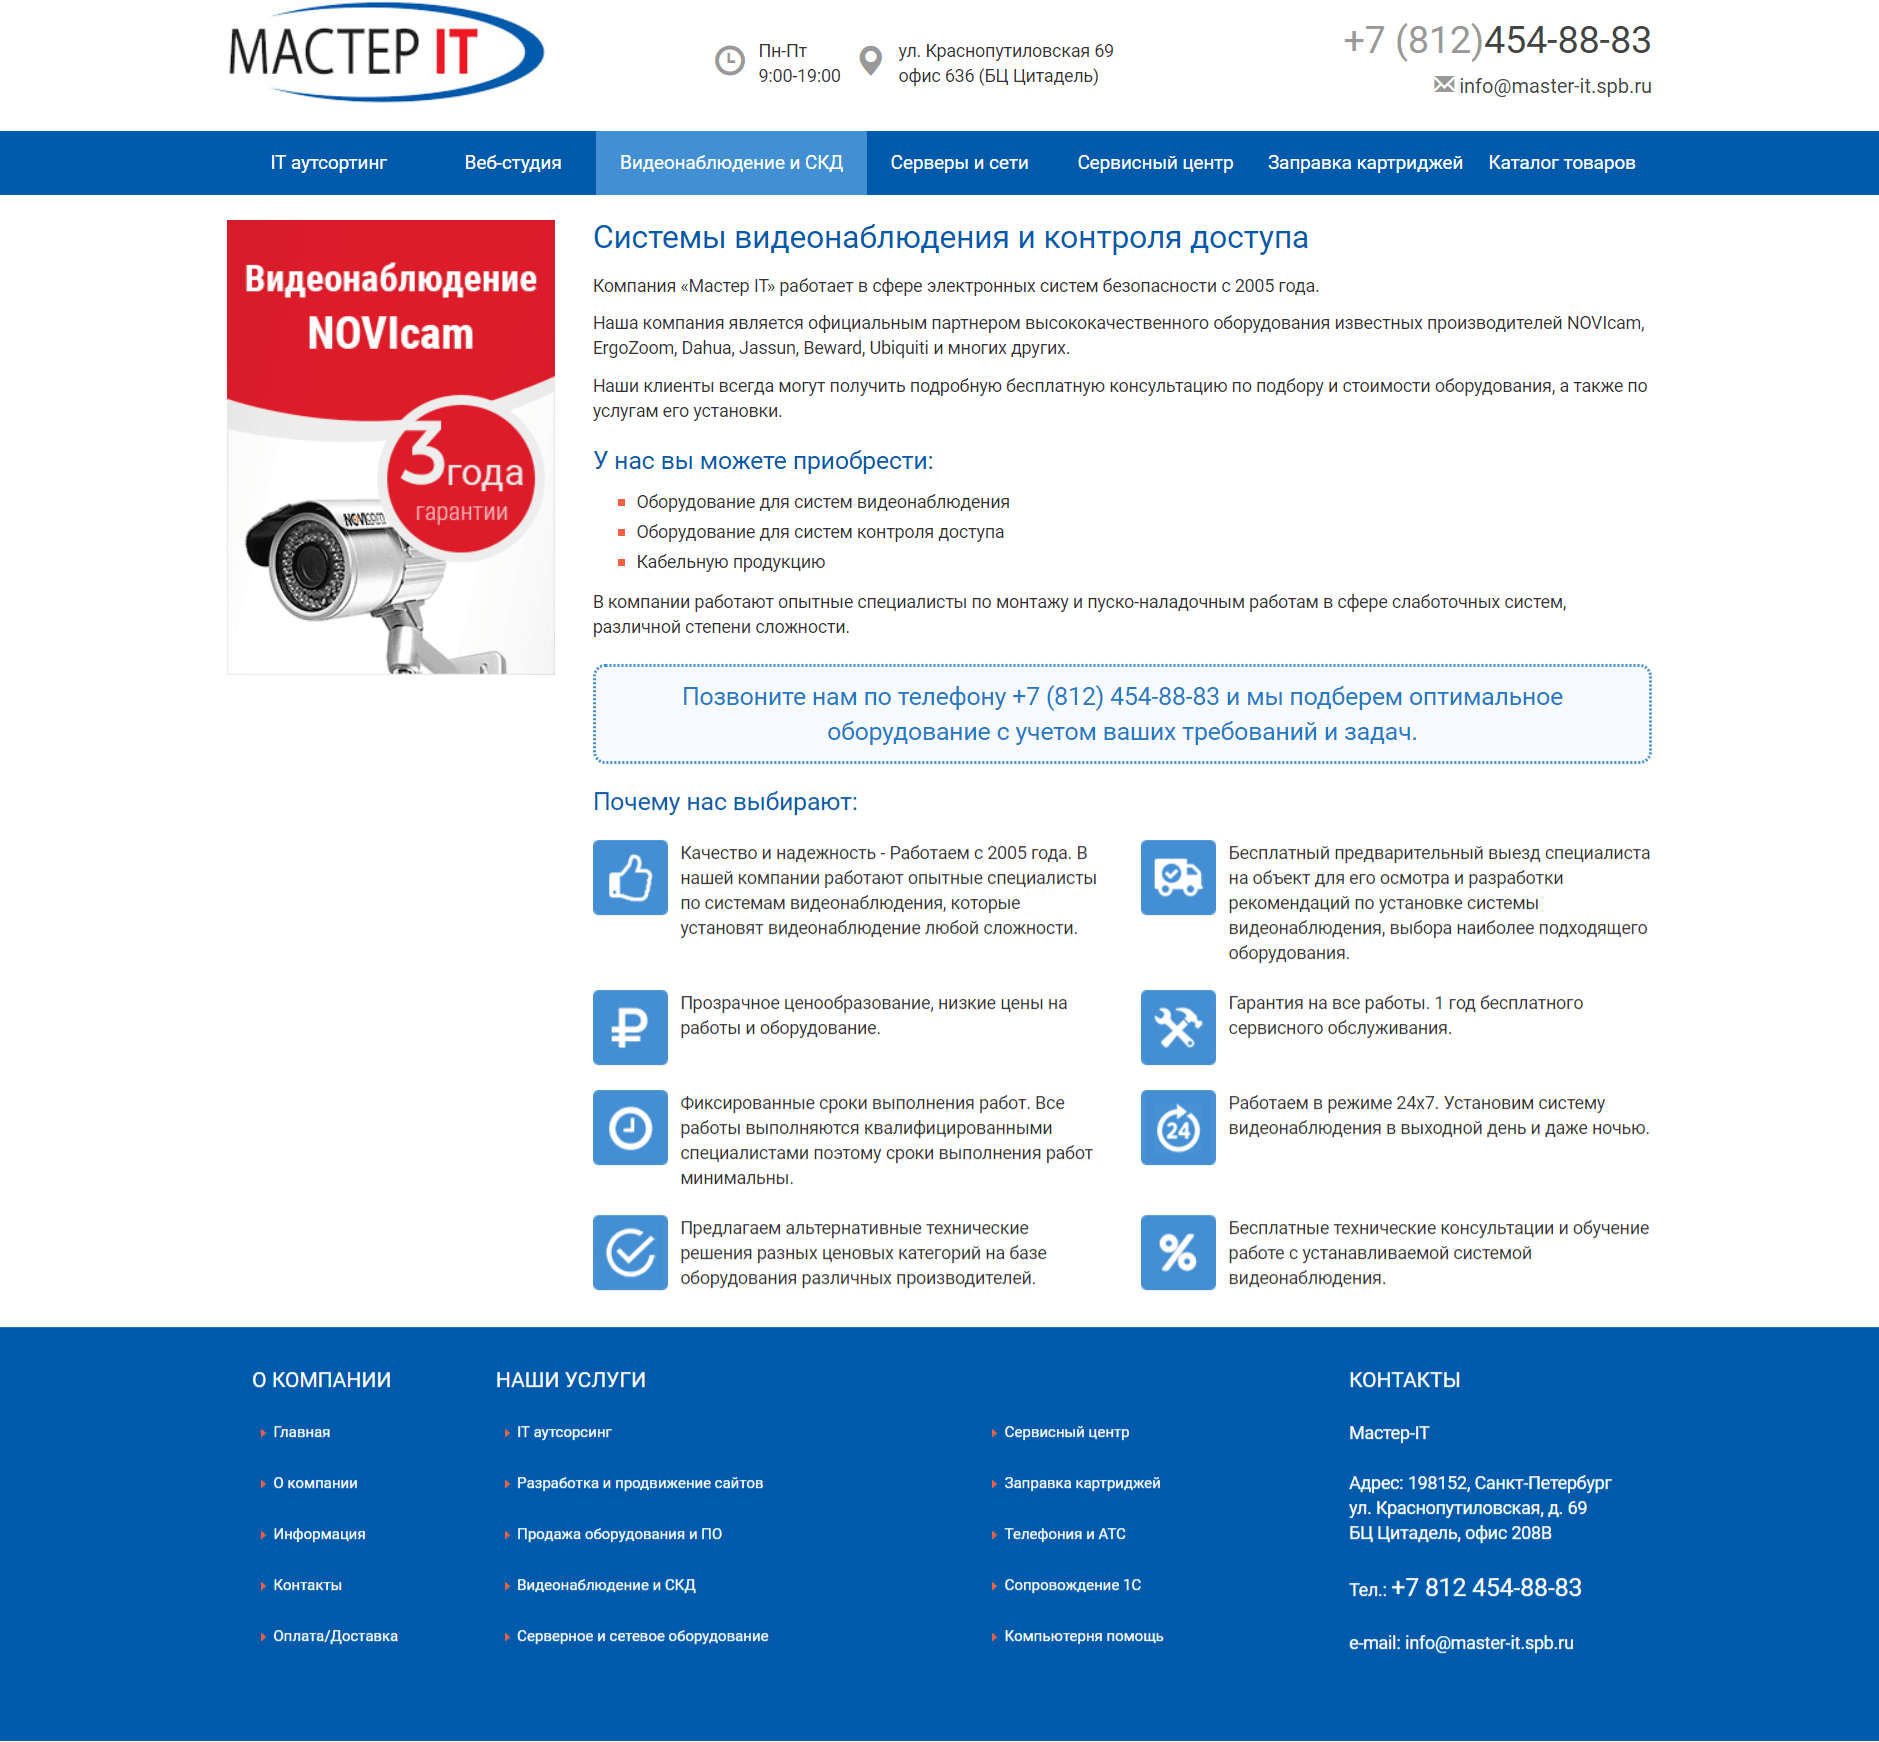 МАСТЕР IT
Пн-Пт
9:00-19:00
ул. Краснопутиловская 69
офис 636 (БЦ Цитадель)
+7 (812)454-88-83
info@master-it.spb.ru
IT аутсортинг
Веб-студия
Видеонаблюдение и СКД
Серверы и сети
Сервисный центр
Заправка картриджей
Каталог товаров
Видеонаблюдение
NOVIcam
3 года
гарантии
NOVIcam
Системы видеонаблюдения и контроля доступа
Компания «Мастер IT» работает в сфере электронных систем безопасности с 2005 года.
Наша компания является официальным партнером высококачественного оборудования известных производителей NOVIcam,
ErgoZoom, Dahua, Jassun, Beward, Ubiquiti и многих других.
Наши клиенты всегда могут получить подробную бесплатную консультацию по подбору и стоимости оборудования, а также по
услугам его установки.
У нас вы можете приобрести:
Оборудование для систем видеонаблюдения
Оборудование для систем контроля доступа
Кабельную продукцию
В компании работают опытные специалисты по монтажу и пуско-наладочным работам в сфере слаботочных систем,
различной степени сложности.
Позвоните нам по телефону +7 (812) 454-88-83 и мы подберем оптимальное
оборудование с учетом ваших требований и задач.
Почему нас выбирают:
Качество и надежность - Работаем с 2005 года. В
нашей компании работают опытные специалисты
по системам видеонаблюдения, которые
установят видеонаблюдение любой сложности.
Бесплатный предварительный выезд специалиста
на объект для его осмотра и разработки
рекомендаций по установке системы
видеонаблюдения, выбора наиболее подходящего
оборудования.
Прозрачное ценообразование, низкие цены на
работы и оборудование.
Гарантия на все работы. 1 год бесплатного
сервисного обслуживания.
Фиксированные сроки выполнения работ. Все
работы выполняются квалифицированными
специалистами поэтому сроки выполнения работ
минимальны.
24
Работаем в режиме 24x7. Установим систему
видеонаблюдения в выходной день и даже ночью.
Предлагаем альтернативные технические
решения разных ценовых категорий на базе
оборудования различных производителей.
%
Бесплатные технические консультации и обучение
работе с устанавливаемой системой
видеонаблюдения.
О КОМПАНИИ
Главная
О компании
Информация
Контакты
Оплата/Доставка
НАШИ УСЛУГИ
IT аутсорсинг
Разработка и продвижение сайтов
Продажа оборудования и ПО
Видеонаблюдение и СКД
Серверное и сетевое оборудование
Сервисный центр
Заправка картриджей
Телефония и АТС
Сопровождение 1С
Компьютерня помощь
КОНТАКТЫ
Мастер-IT
Адрес: 198152, Санкт-Петербург
ул. Краснопутиловская, д. 69
БЦ Цитадель, офис 208В
Тел.: +7 812 454-88-83
e-mail: info@master-it.spb.ru